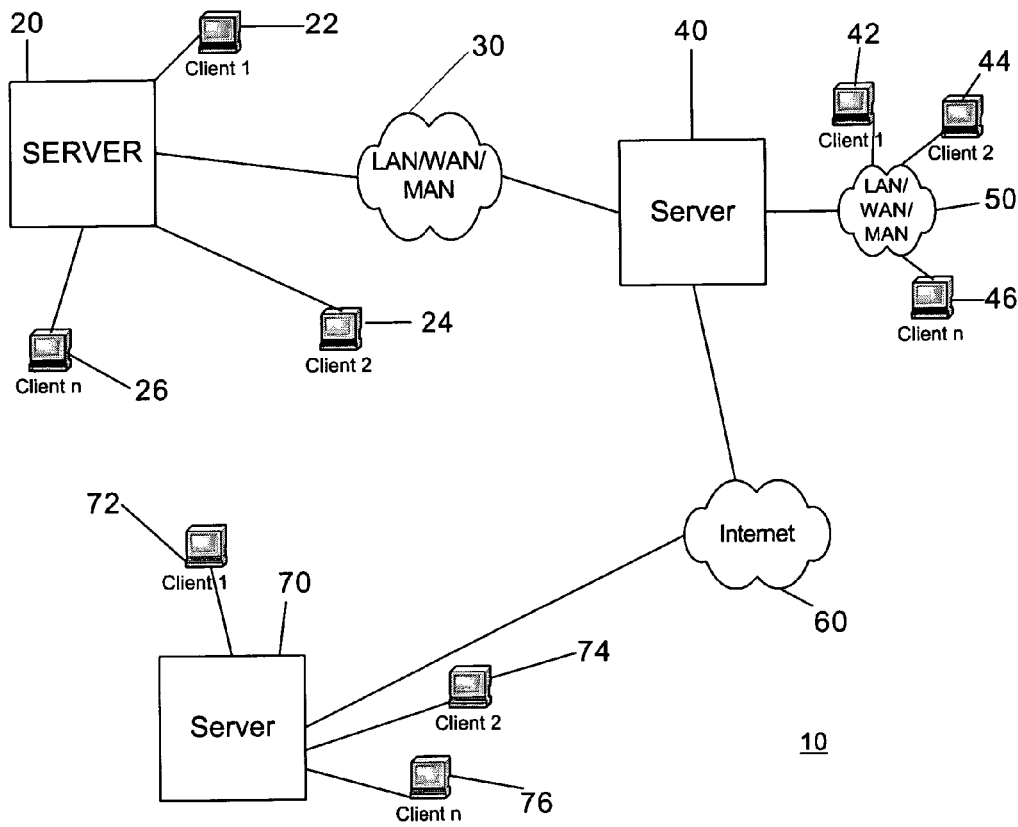 20
22
Client 1
30
40
42
44
SERVER
LAN/WAN/
MAN
Server
Client 1
Client 2
LAN/
WAN/
MAN
50
24
Client 2
46
Client n
Client n
26
72
Client 1
70
Internet
60
74
Server
Client 2
10
Client n
76